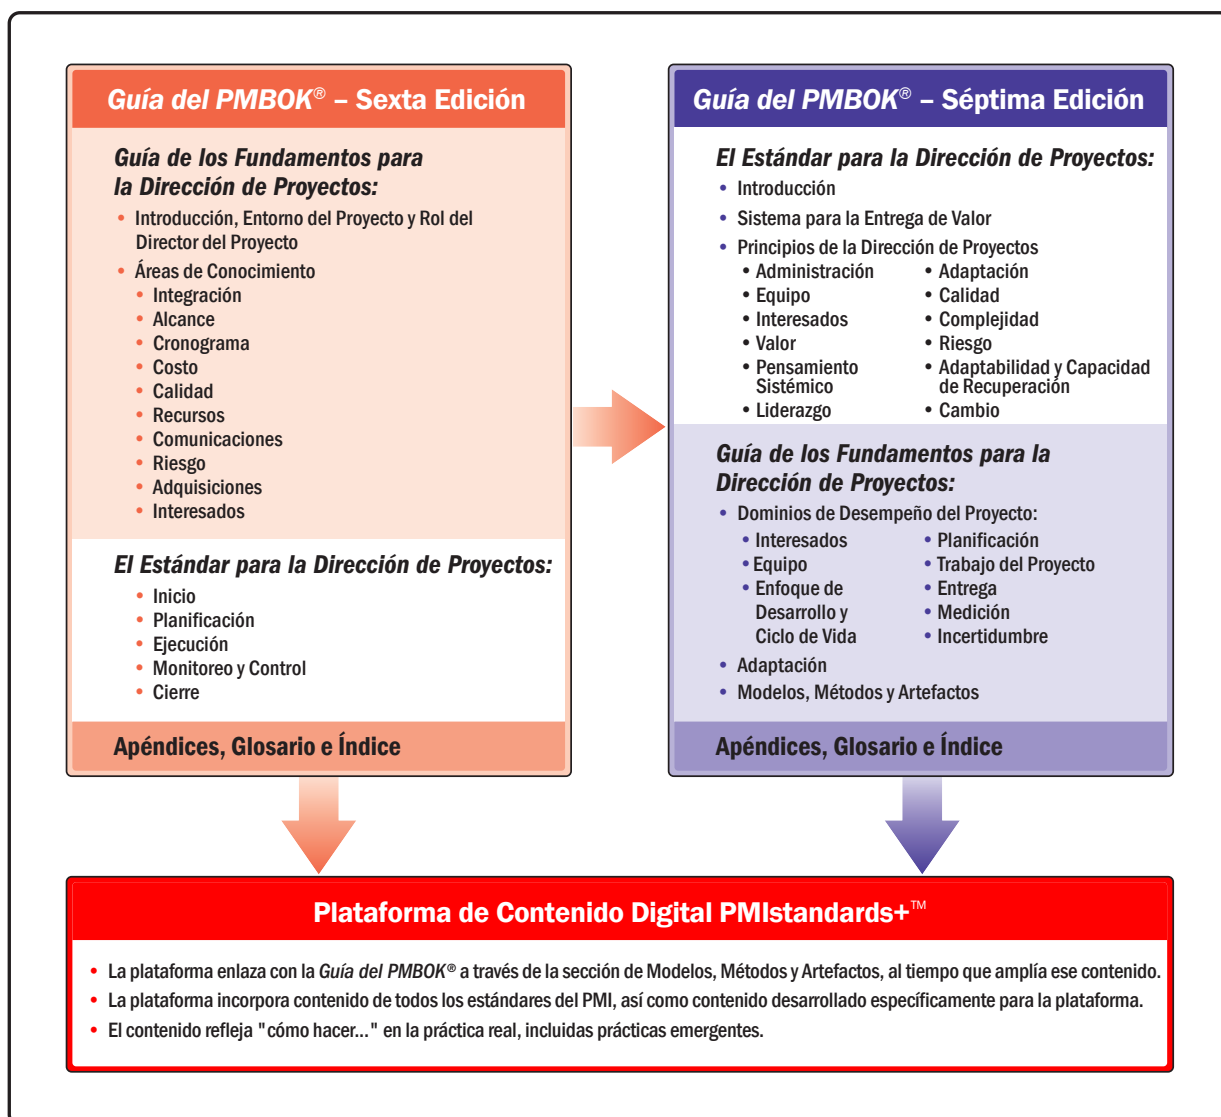 Guía del PMBOK® – Sexta Edición
Guía de los Fundamentos para
la Dirección de Proyectos:
• Introducción, Entorno del Proyecto y Rol del
Director del Proyecto
• Áreas de Conocimiento
• Integración
• Alcance
• Cronograma
• Costo
• Calidad
• Recursos
• Comunicaciones
• Riesgo
• Adquisiciones
• Interesados
El Estándar para la Dirección de Proyectos:
• Inicio
• Planificación
• Ejecución
• Monitoreo y Control
• Cierre
Apéndices, Glosario e Índice
Guía del PMBOK® – Séptima Edición
El Estándar para la Dirección de Proyectos:
• Introducción
• Sistema para la Entrega de Valor
• Principios de la Dirección de Proyectos
• Administración
• Equipo
• Interesados
• Valor
• Pensamiento
Sistémico
• Liderazgo
• Adaptación
• Calidad
• Complejidad
• Riesgo
• Adaptabilidad y Capacidad
de Recuperación
• Cambio
Guía de los Fundamentos para la
Dirección de Proyectos:
• Dominios de Desempeño del Proyecto:
• Interesados
• Equipo
• Enfoque de
Desarrollo y
Ciclo de Vida
• Planificación
• Trabajo del Proyecto
• Entrega
• Medición
• Incertidumbre
• Adaptación
• Modelos, Métodos y Artefactos
Apéndices, Glosario e Índice
Plataforma de Contenido Digital PMIstandards+™
• La plataforma enlaza con la Guía del PMBOK® a través de la sección de Modelos, Métodos y Artefactos, al tiempo que amplía ese contenido.
• La plataforma incorpora contenido de todos los estándares del PMI, así como contenido desarrollado específicamente para la plataforma.
• El contenido refleja "cómo hacer..." en la práctica real, incluidas prácticas emergentes.